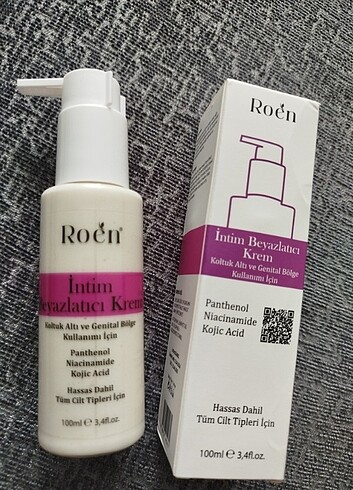 Roen
İntim
Beyazlatıcı Krem
Koltuk Altı ve Genital Bölge
Kullanımı İçin
Panthenol
Niacinamide
Kojic Acid
Hassas Dahil
Tüm Cilt Tipleri İçin
100ml ℮ 3,4fl.oz.
Roen
İntim Beyazlatıcı
Krem
Koltuk Altı ve Genital Bölge
Kullanımı İçin
Panthenol
Niacinamide
Kojic Acid
Hassas Dahil
Tüm Cilt Tipleri İçin
100ml ℮ 3,4fl.oz.